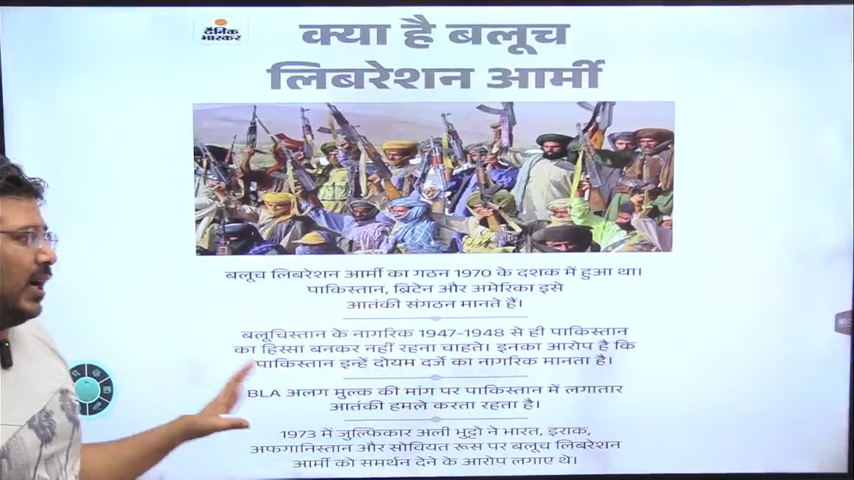 दैनिक
भास्कर
क्या है बलूच
लिबरेशन आर्मी
बलूच लिबरेशन आर्मी का गठन 1970 के दशक में हुआ था।
पाकिस्तान, ब्रिटेन और अमेरिका इसे
आतंकी संगठन मानते हैं।
बलूचिस्तान के नागरिक 1947-1948 से ही पाकिस्तान
का हिस्सा बनकर नहीं रहना चाहते। इनका आरोप है कि
पाकिस्तान इन्हें दोयम दर्जे का नागरिक मानता है।
BLA अलग मुल्क की मांग पर पाकिस्तान में लगातार
आतंकी हमले करता रहता है।
1973 में जुल्फिकार अली भुट्टो ने भारत, इराक,
अफगानिस्तान और सोवियत रूस पर बलूच लिबरेशन
आर्मी को समर्थन देने के आरोप लगाए थे।